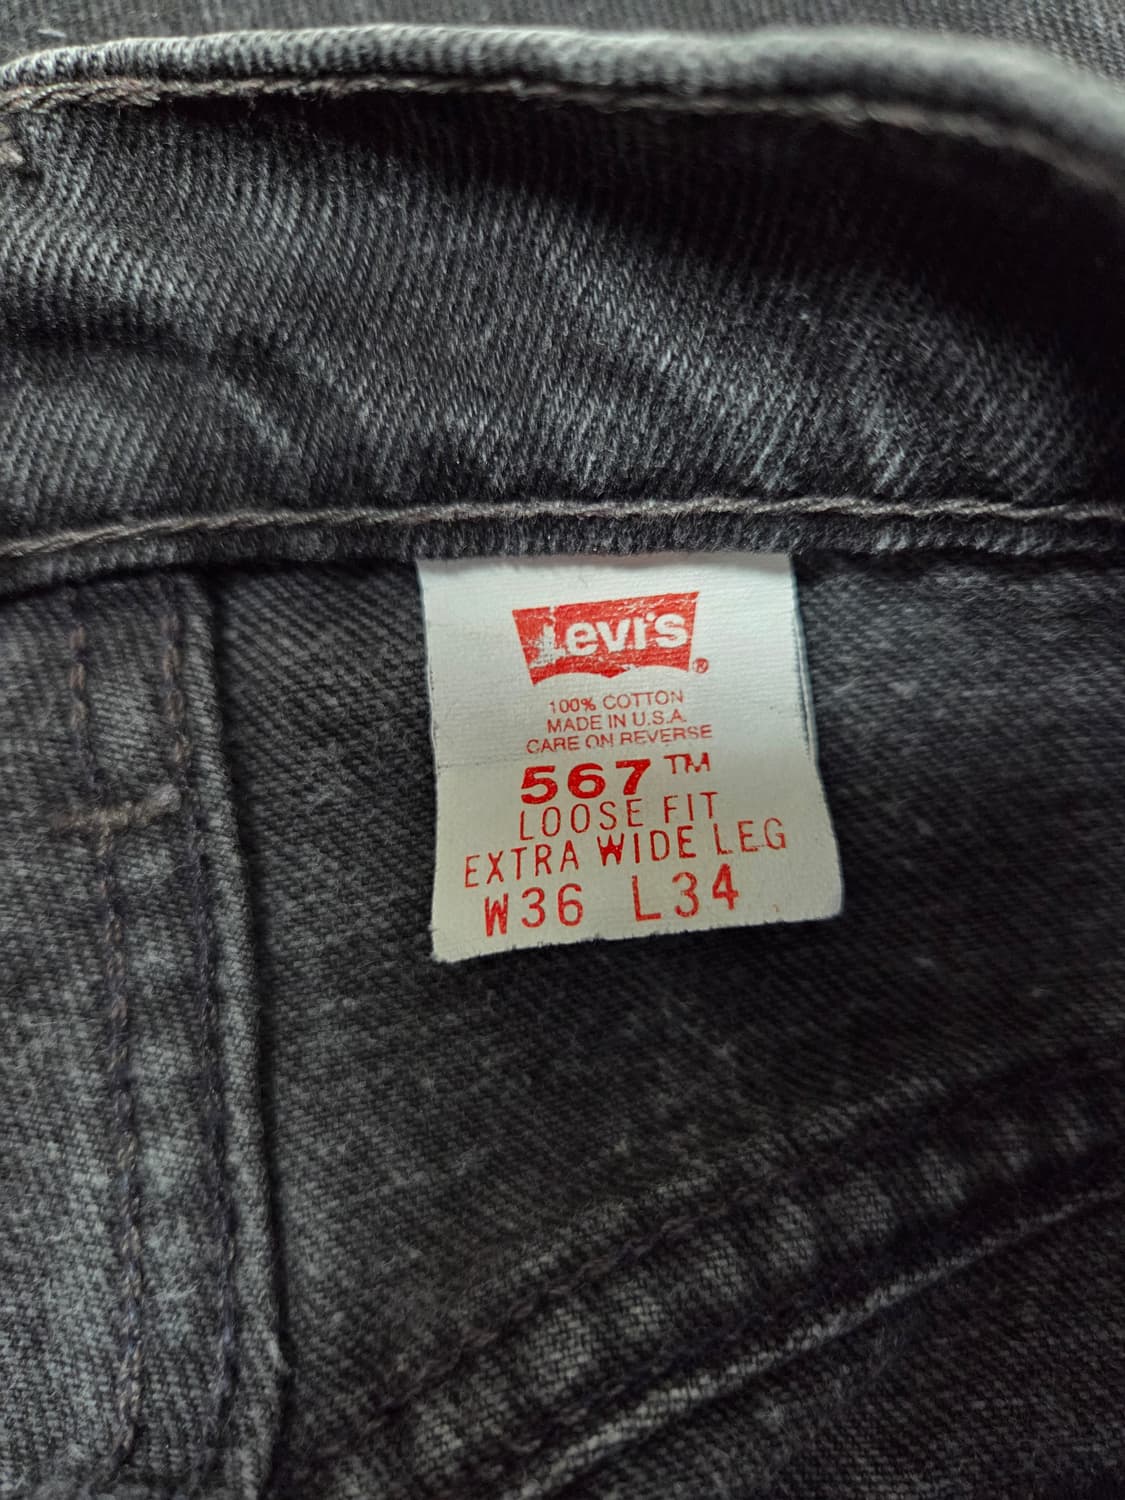 Levi's ®
100% COTTON
MADE IN U.S.A.
CARE ON REVERSE
567™
LOOSE FIT
EXTRA WIDE LEG
W36 L34